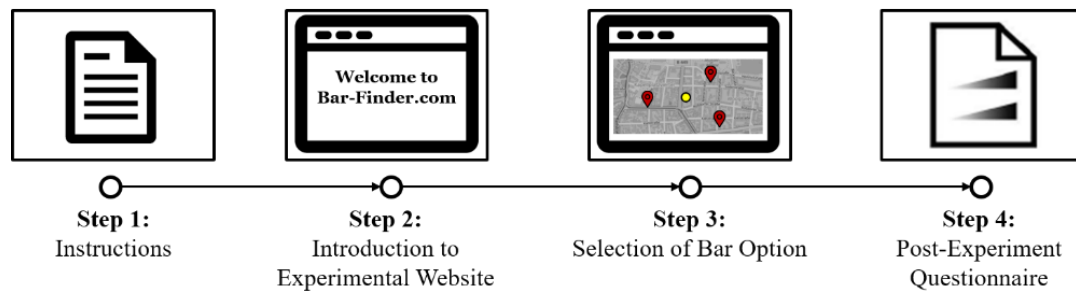 Welcome to
Bar-Finder.com
Step 1:
Instructions
Step 2:
Introduction to
Experimental Website
Step 3:
Selection of Bar Option
Step 4:
Post-Experiment
Questionnaire